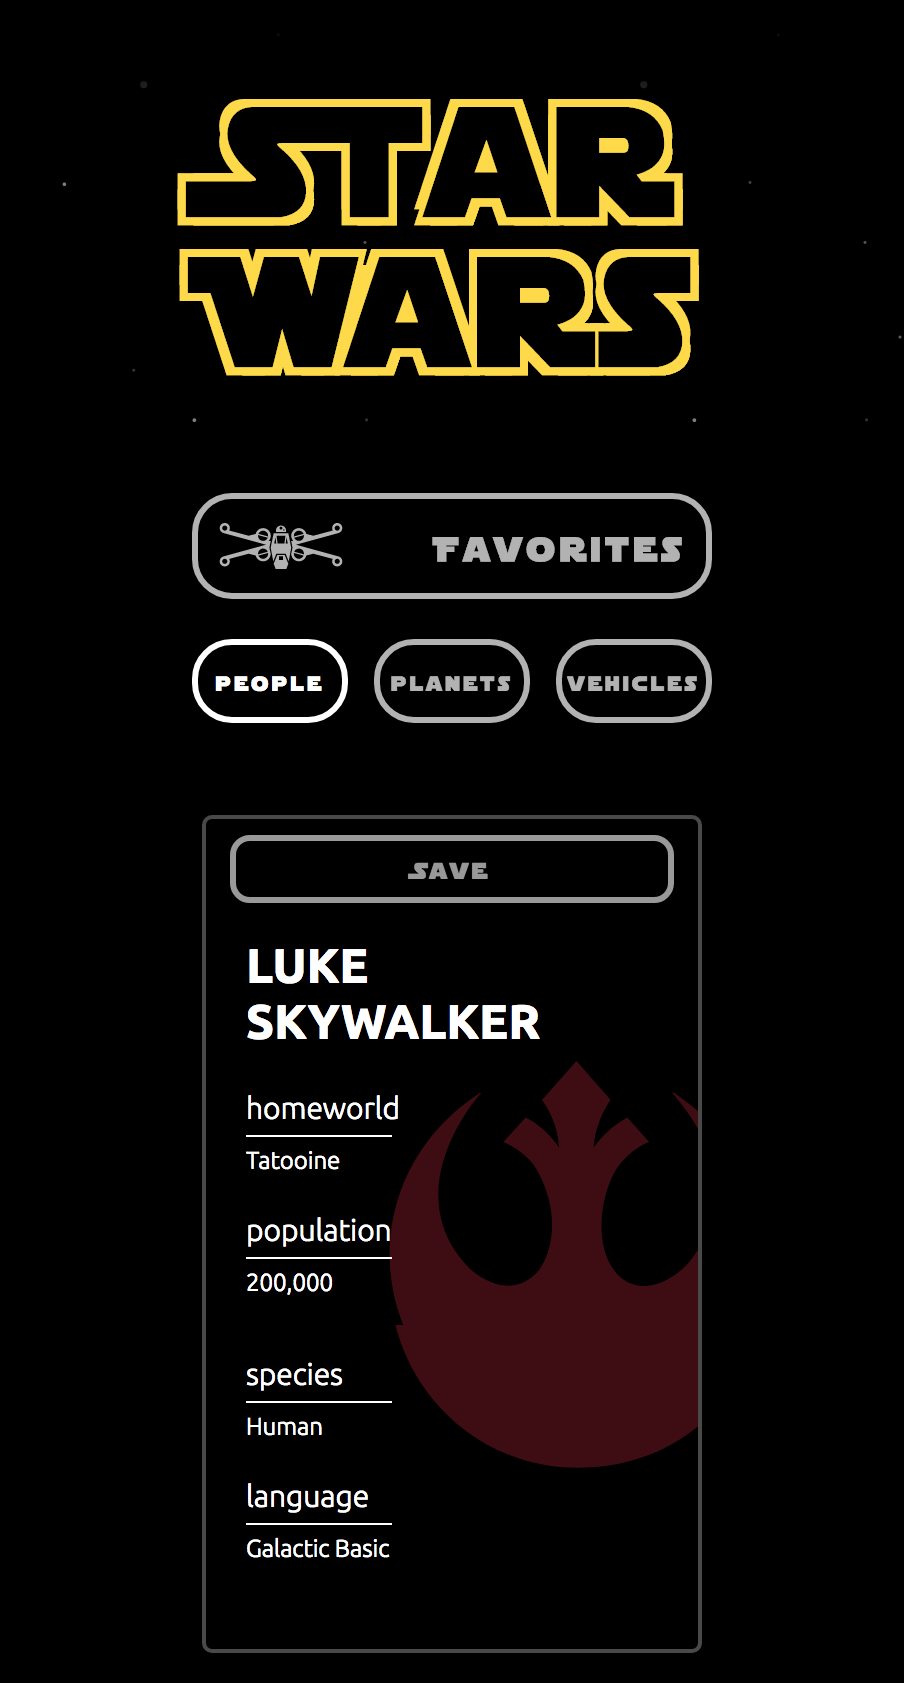 STAR
WARS
FAVORITES
PEOPLE PLANETS VEHICLES
SAVE
LUKE
SKYWALKER
homeworld
Tatooine
population
200,000
species
Human
language
Galactic Basic